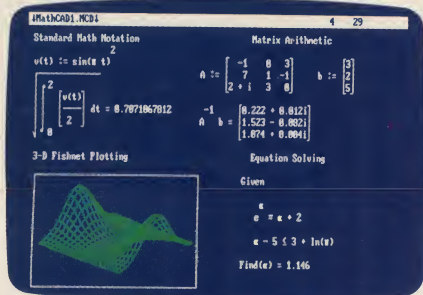 ↓MathCAD1.MCD↓ 4 29
Standard Math Notation
2
v(t) := sin(π t)
2
[v(t)]
2
dt = 0.7071067812
0
Matrix Arithmetic
A := [-1 0 3] b := [3]
[7 1 -1] [2]
[2 + i 3 0] [5]
-1
A b = [0.222 + 0.012i]
[1.523 - 0.082i]
[1.874 + 0.004i]
3-D Fishnet Plotting
Equation Solving
Given
α
e = α + 2
α - 5 ≤ 3 + ln(π)
Find(α) = 1.146